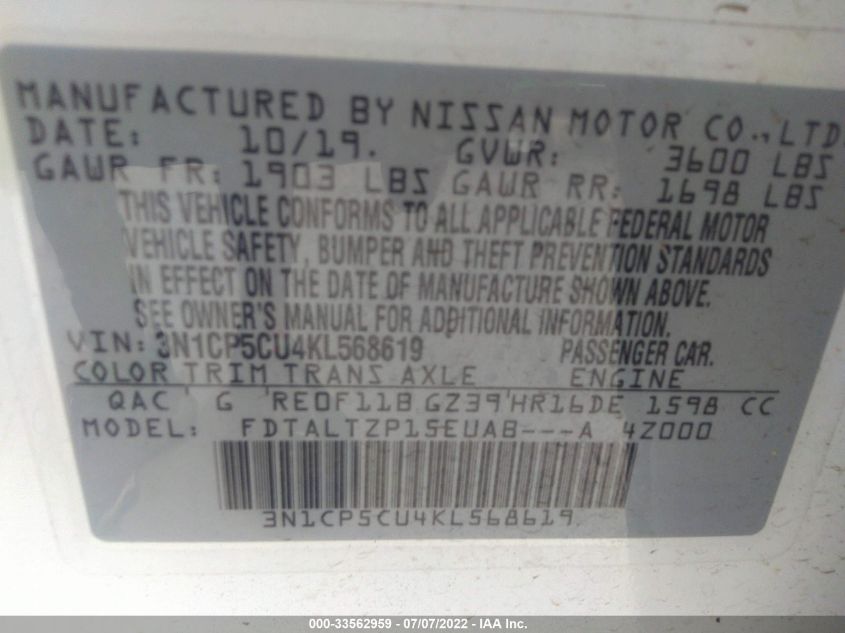 MANUFACTURED BY NISSAN MOTOR CO., LTD.
DATE: 10/19. GVWR: 3600 LBS
GAWR FR: 1903 LBS GAWR RR: 1698 LBS
THIS VEHICLE CONFORMS TO ALL APPLICABLE FEDERAL MOTOR
VEHICLE SAFETY, BUMPER AND THEFT PREVENTION STANDARDS
IN EFFECT ON THE DATE OF MANUFACTURE SHOWN ABOVE.
SEE OWNER'S MANUAL FOR ADDITIONAL INFORMATION.
VIN: 3N1CP5CU4KL568619 PASSENGER CAR.
COLOR TRIM TRANS AXLE ENGINE
QAC G RE0F11B GZ39 HR16DE 1598 CC
MODEL: FDTALTZP15EUAB---A 4Z000
3N1CP5CU4KL568619
000-33562959 - 07/07/2022 - IAA Inc.